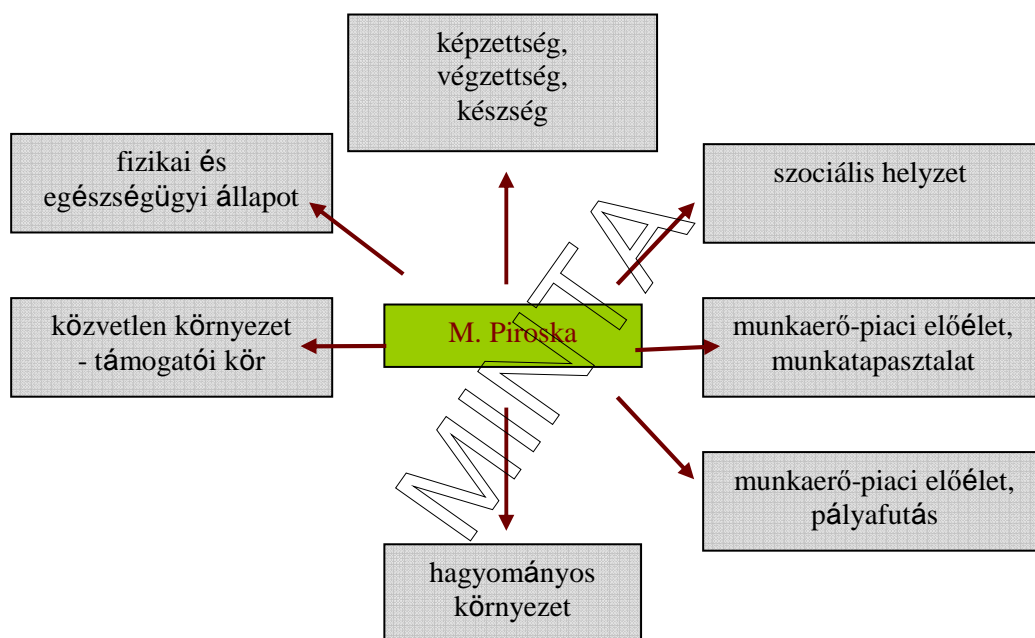 képzettség,
végzettség,
készség
fizikai és
egészségügyi állapot
szociális helyzet
közvetlen környezet
- támogatói kör
M. Piroska
munkaerő-piaci előélet,
munkatapasztalat
munkaerő-piaci előélet,
pályafutás
hagyományos
környezet
MINTA